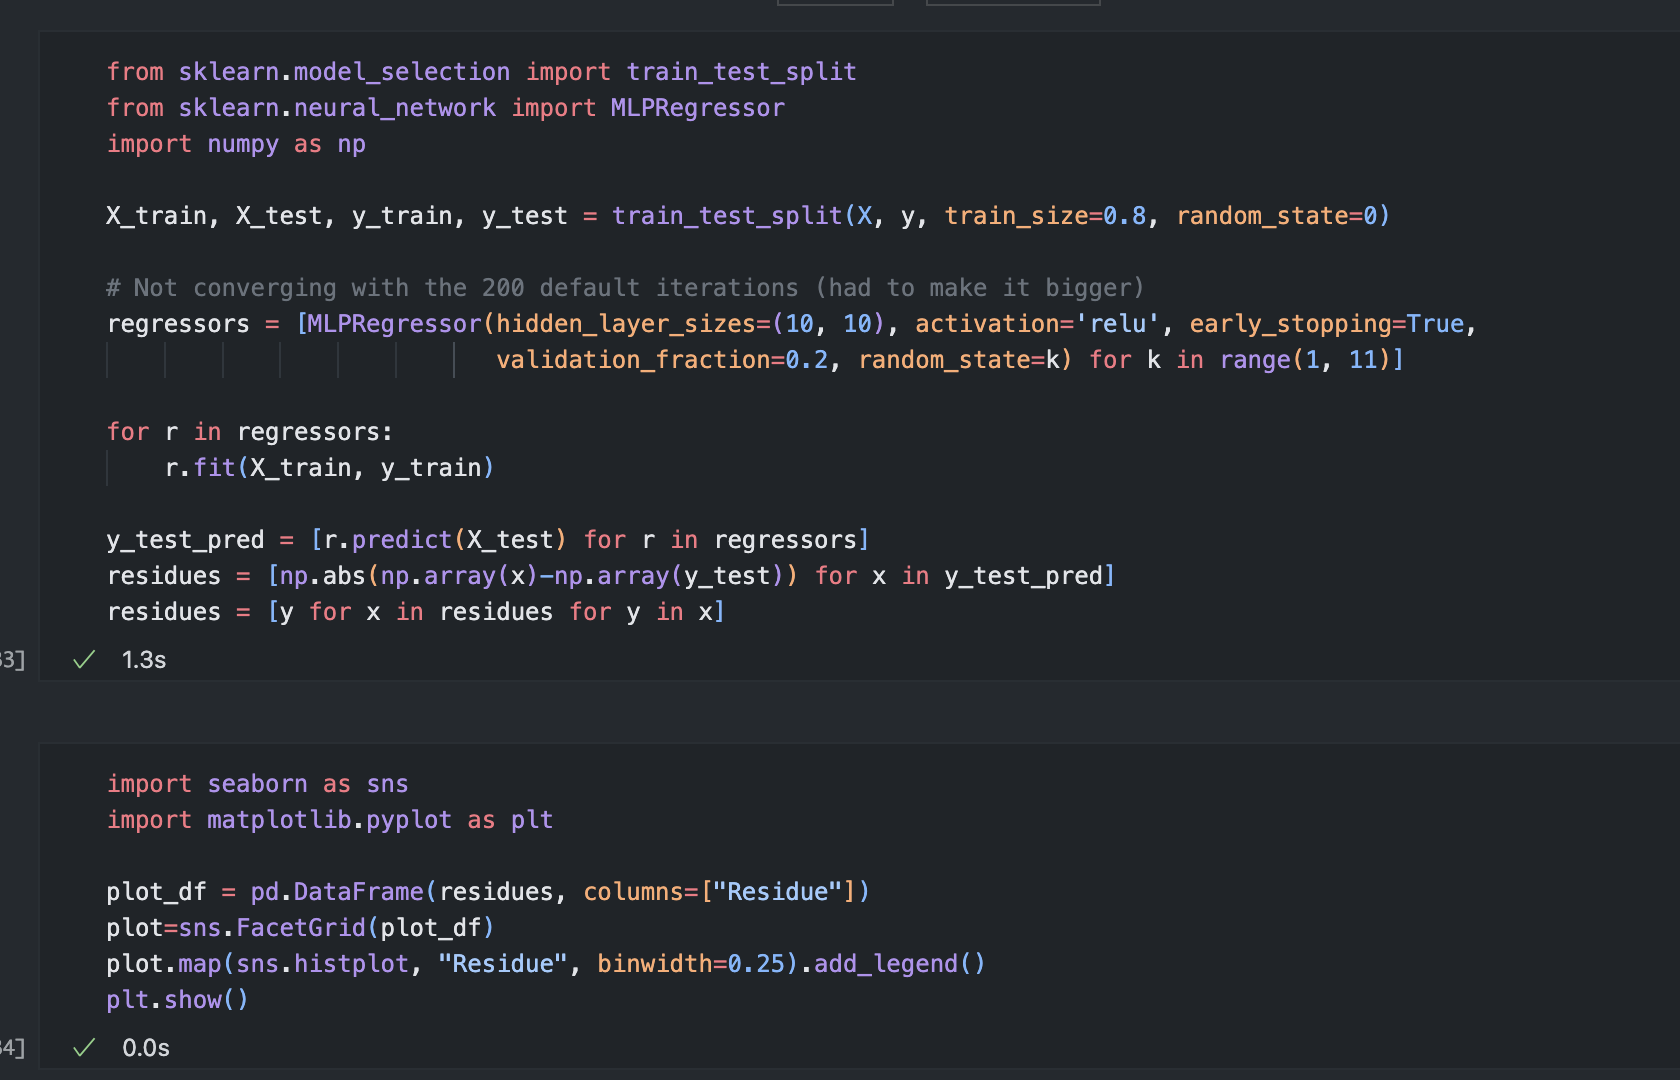 from sklearn.model_selection import train_test_split
from sklearn.neural_network import MLPRegressor
import numpy as np
X_train, X_test, y_train, y_test = train_test_split(X, y, train_size=0.8, random_state=0)
# Not converging with the 200 default iterations (had to make it bigger)
regressors = [MLPRegressor(hidden_layer_sizes=(10, 10), activation='relu', early_stopping=True,
validation_fraction=0.2, random_state=k) for k in range(1, 11)]
for r in regressors:
r.fit(X_train, y_train)
y_test_pred = [r.predict(X_test) for r in regressors]
residues = [np.abs(np.array(x)-np.array(y_test)) for x in y_test_pred]
residues = [y for x in residues for y in x]
3] 1.3s
import seaborn as sns
import matplotlib.pyplot as plt
plot_df = pd.DataFrame(residues, columns=["Residue"])
plot=sns.FacetGrid(plot_df)
plot.map(sns.histplot, "Residue", binwidth=0.25).add_legend()
plt.show()
4] 0.0s